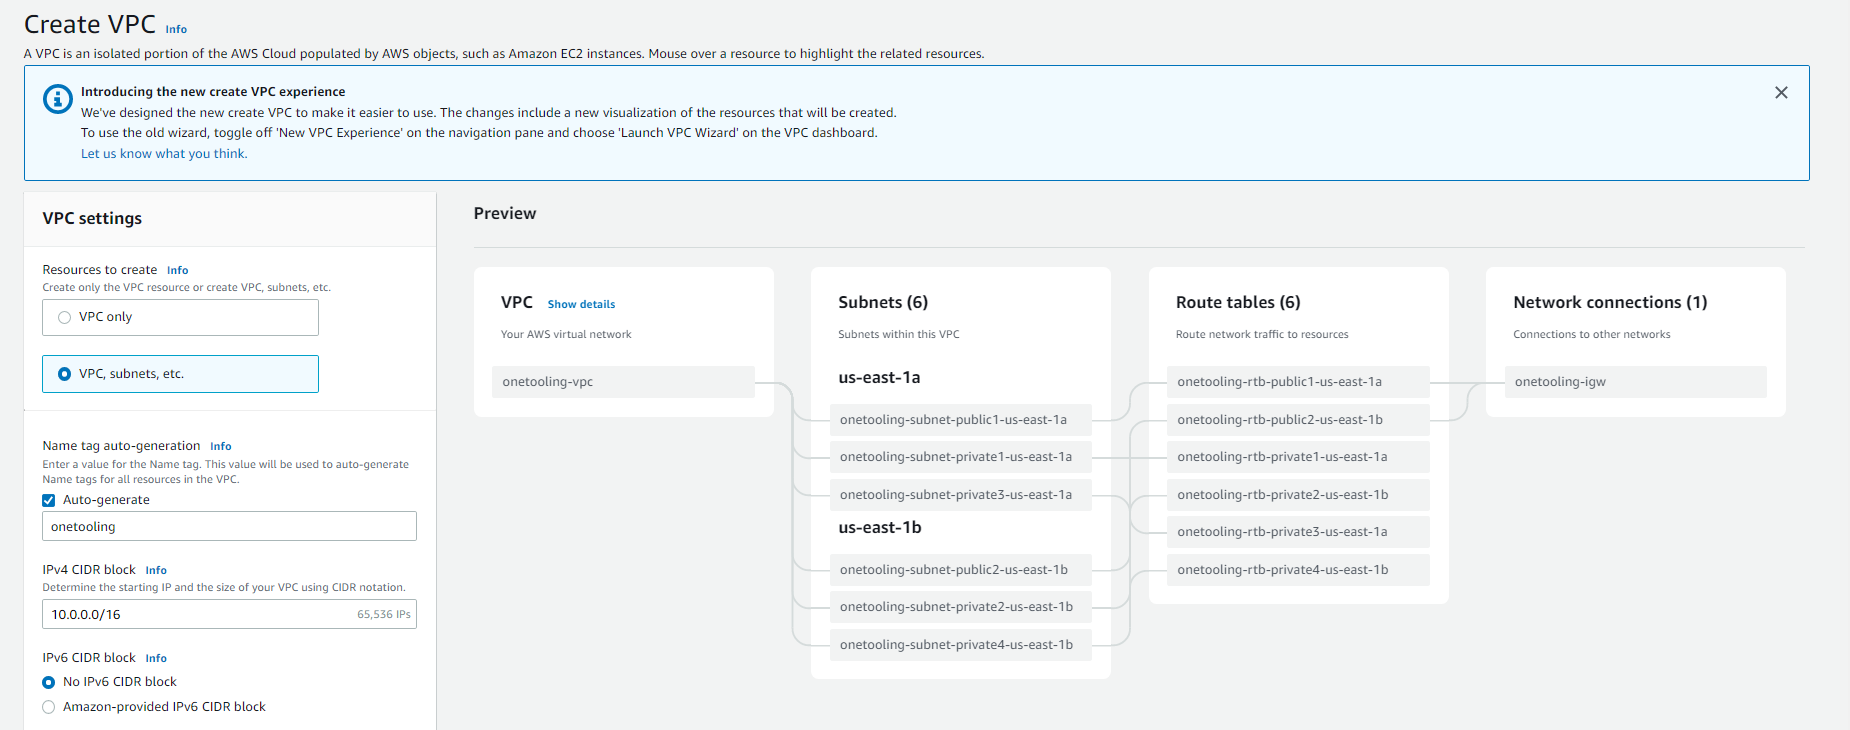 Create VPC Info
A VPC is an isolated portion of the AWS Cloud populated by AWS objects, such as Amazon EC2 instances. Mouse over a resource to highlight the related resources.
Introducing the new create VPC experience
We've designed the new create VPC to make it easier to use. The changes include a new visualization of the resources that will be created.
To use the old wizard, toggle off 'New VPC Experience' on the navigation pane and choose 'Launch VPC Wizard' on the VPC dashboard.
Let us know what you think.
VPC settings
Resources to create Info
Create only the VPC resource or create VPC, subnets, etc.
VPC only
VPC, subnets, etc.
Name tag auto-generation Info
Enter a value for the Name tag. This value will be used to auto-generate
Name tags for all resources in the VPC.
Auto-generate
onetooling
IPv4 CIDR block Info
Determine the starting IP and the size of your VPC using CIDR notation.
10.0.0.0/16 65,536 IPs
IPv6 CIDR block Info
No IPv6 CIDR block
Amazon-provided IPv6 CIDR block
Preview
VPC Show details
Your AWS virtual network
onetooling-vpc
Subnets (6)
Subnets within this VPC
us-east-1a
onetooling-subnet-public1-us-east-1a
onetooling-subnet-private1-us-east-1a
onetooling-subnet-private3-us-east-1a
us-east-1b
onetooling-subnet-public2-us-east-1b
onetooling-subnet-private2-us-east-1b
onetooling-subnet-private4-us-east-1b
Route tables (6)
Route network traffic to resources
onetooling-rtb-public1-us-east-1a
onetooling-rtb-public2-us-east-1b
onetooling-rtb-private1-us-east-1a
onetooling-rtb-private2-us-east-1b
onetooling-rtb-private3-us-east-1a
onetooling-rtb-private4-us-east-1b
Network connections (1)
Connections to other networks
onetooling-igw